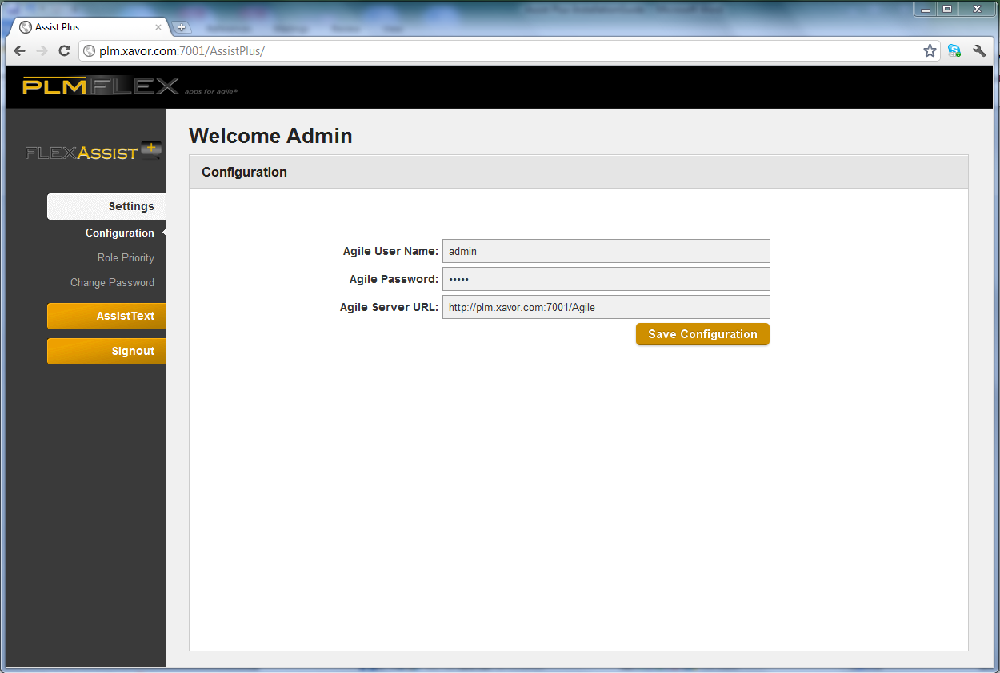 Assist Plus
plm.xavor.com:7001/AssistPlus/
PLMFLEX apps for agile®
FLEXASSIST +
Welcome Admin
Configuration
Settings
Configuration
Role Priority
Change Password
AssistText
Signout
Agile User Name: admin
Agile Password: •••••
Agile Server URL: http://plm.xavor.com:7001/Agile
Save Configuration